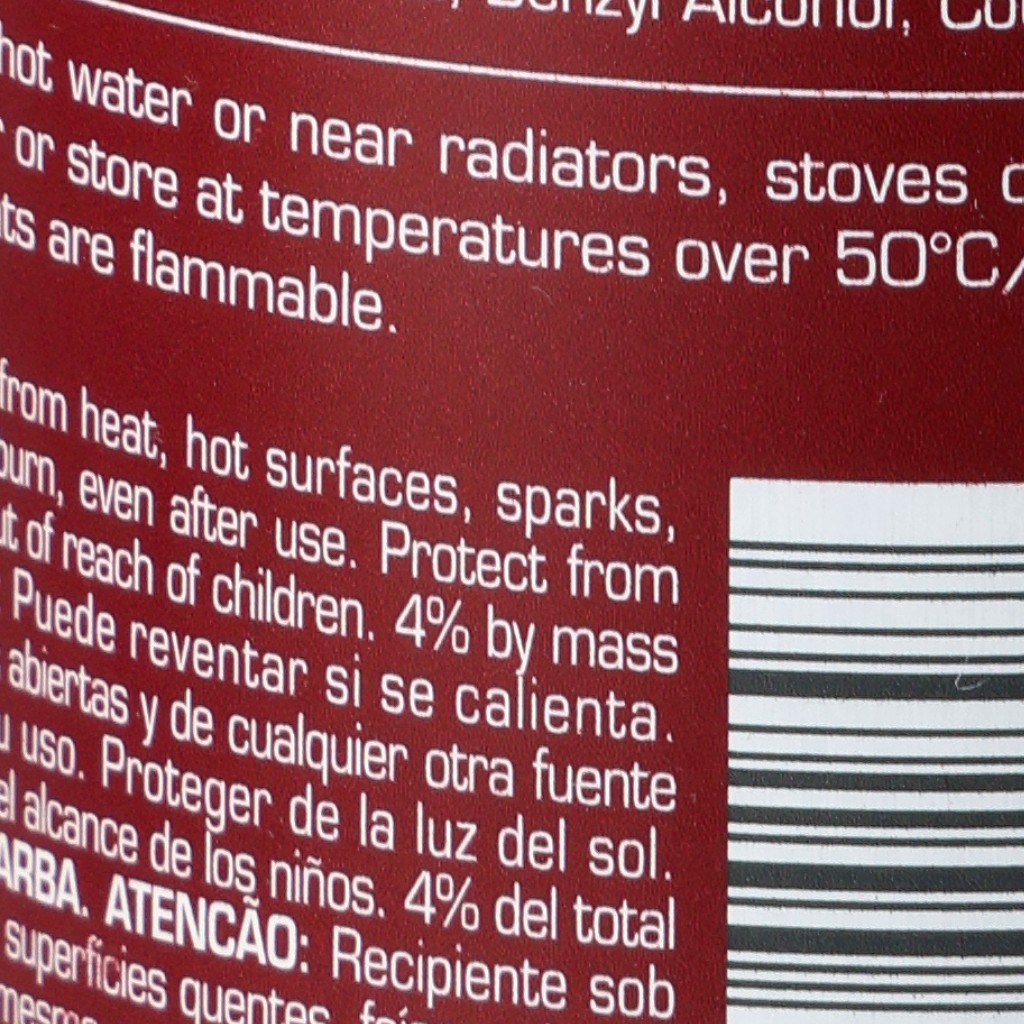 Benzyl Alcohol,
hot water or near radiators, stoves
or store at temperatures over 50°C/
are flammable.
from heat, hot surfaces, sparks,
burn, even after use. Protect from
of reach of children. 4% by mass
Puede reventar si se calienta.
abiertas y de cualquier otra fuente
uso. Proteger de la luz del sol.
el alcance de los niños. 4% del total
ARBA. ATENCÃO: Recipiente sob
superfícies quentes,